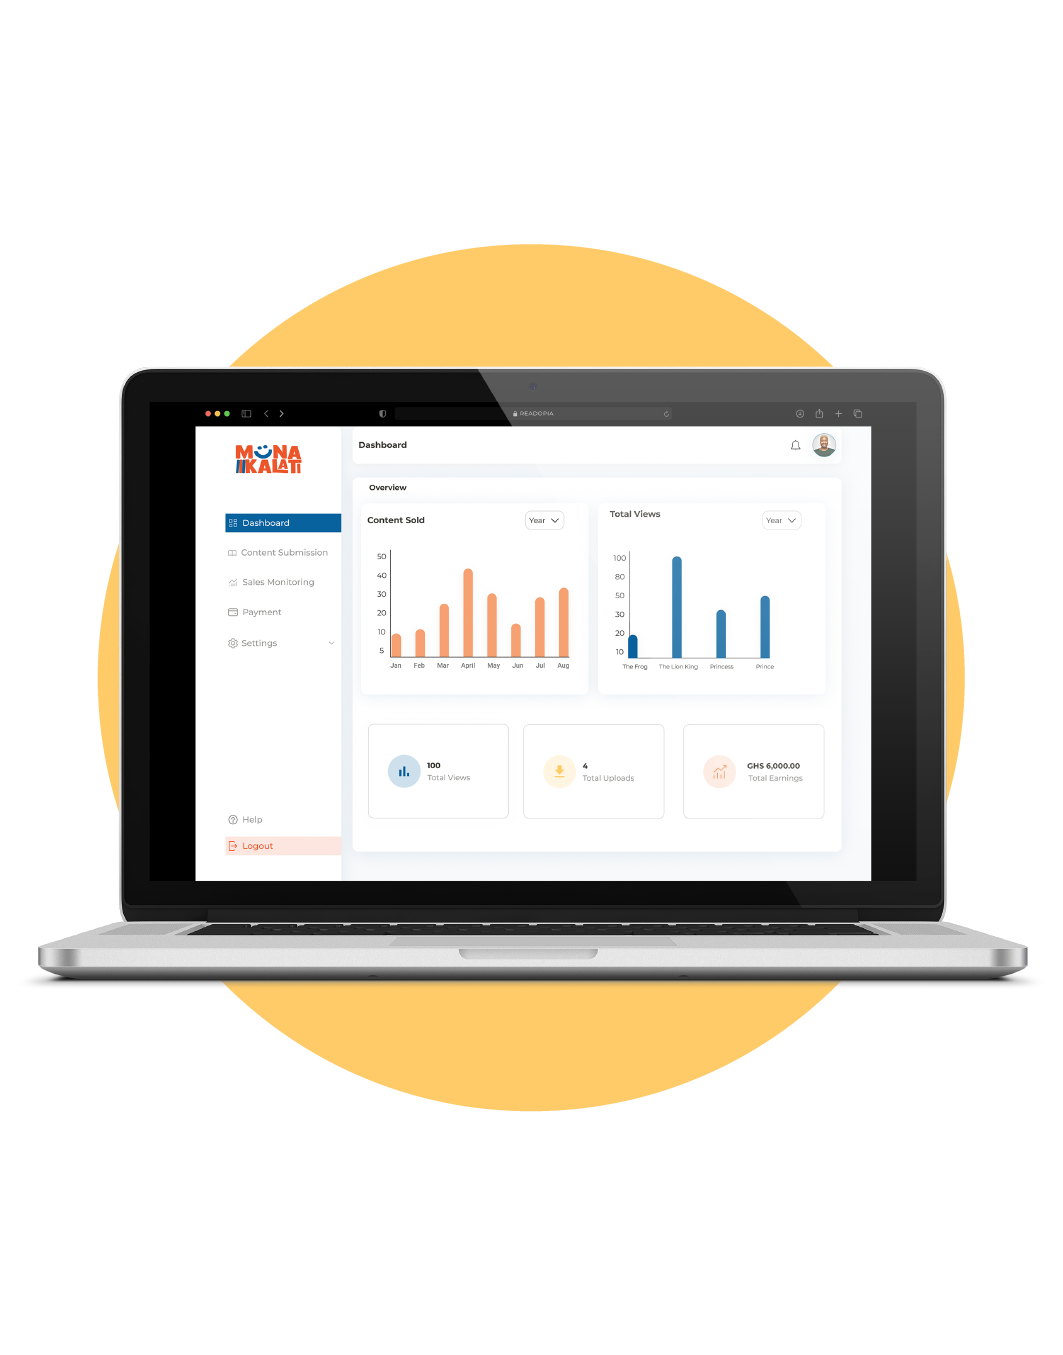 READOPIA
MUNA
KALATI
Dashboard
Dashboard
Content Submission
Sales Monitoring
Payment
Settings
Help
Logout
Overview
Content Sold
Year
50
40
30
20
10
5
Jan Feb Mar April May Jun Jul Aug
Total Views
Year
100
80
50
30
20
10
The Frog The Lion King Princess Prince
100
Total Views
4
Total Uploads
GHS 6,000.00
Total Earnings